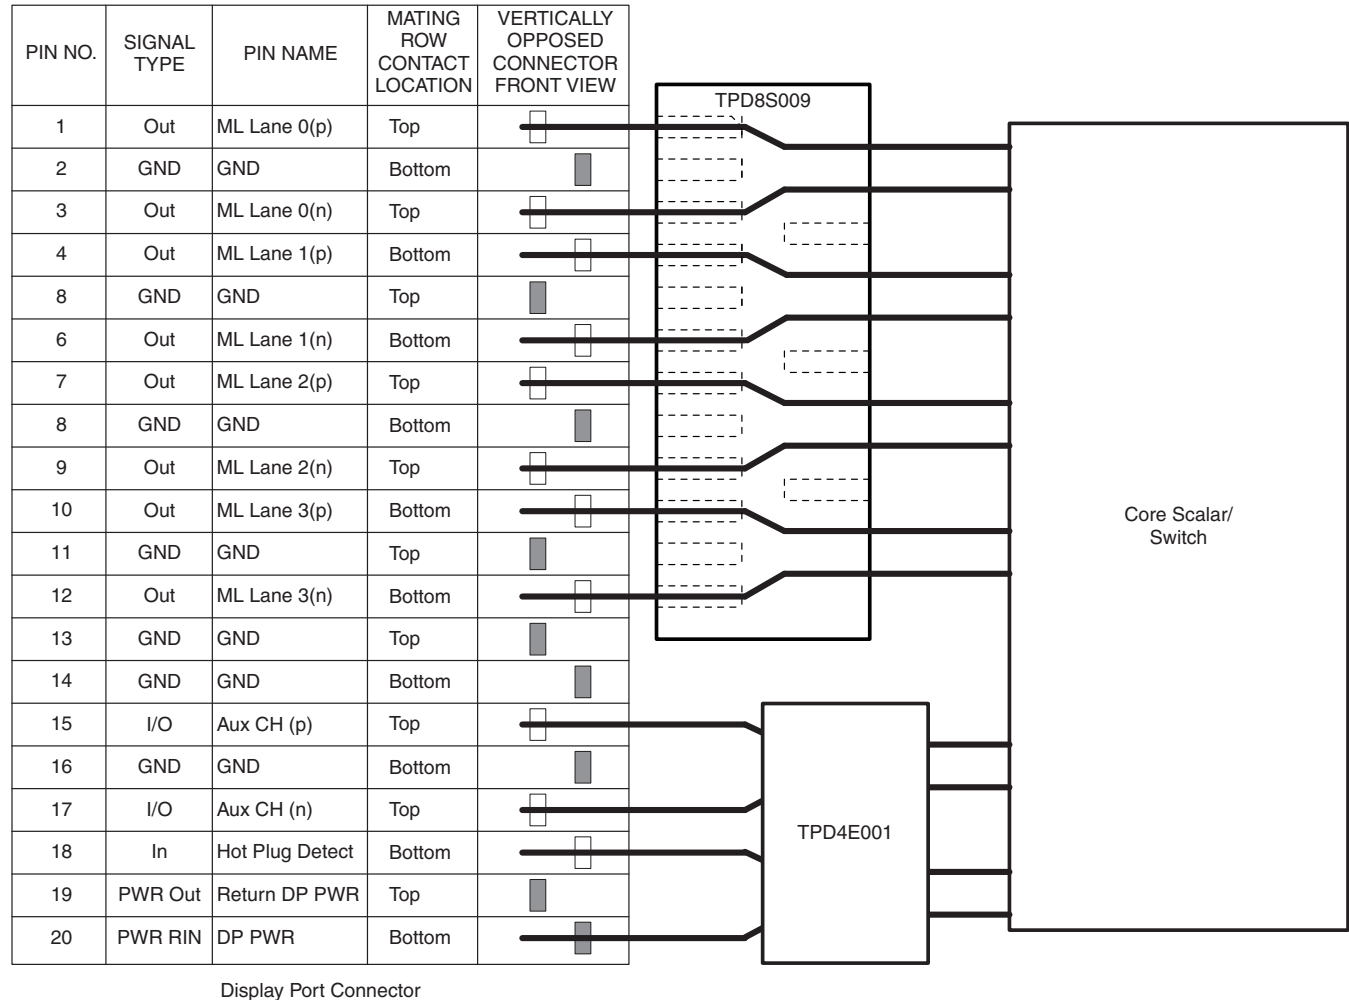 PIN NO.
SIGNAL
TYPE
PIN NAME
MATING
ROW
CONTACT
LOCATION
VERTICALLY
OPPOSED
CONNECTOR
FRONT VIEW
1 Out ML Lane 0(p) Top
2 GND GND Bottom
3 Out ML Lane 0(n) Top
4 Out ML Lane 1(p) Bottom
8 GND GND Top
6 Out ML Lane 1(n) Bottom
7 Out ML Lane 2(p) Top
8 GND GND Bottom
9 Out ML Lane 2(n) Top
10 Out ML Lane 3(p) Bottom
11 GND GND Top
12 Out ML Lane 3(n) Bottom
13 GND GND Top
14 GND GND Bottom
15 I/O Aux CH (p) Top
16 GND GND Bottom
17 I/O Aux CH (n) Top
18 In Hot Plug Detect Bottom
19 PWR Out Return DP PWR Top
20 PWR RIN DP PWR Bottom
Display Port Connector
TPD8S009
TPD4E001
Core Scalar/
Switch